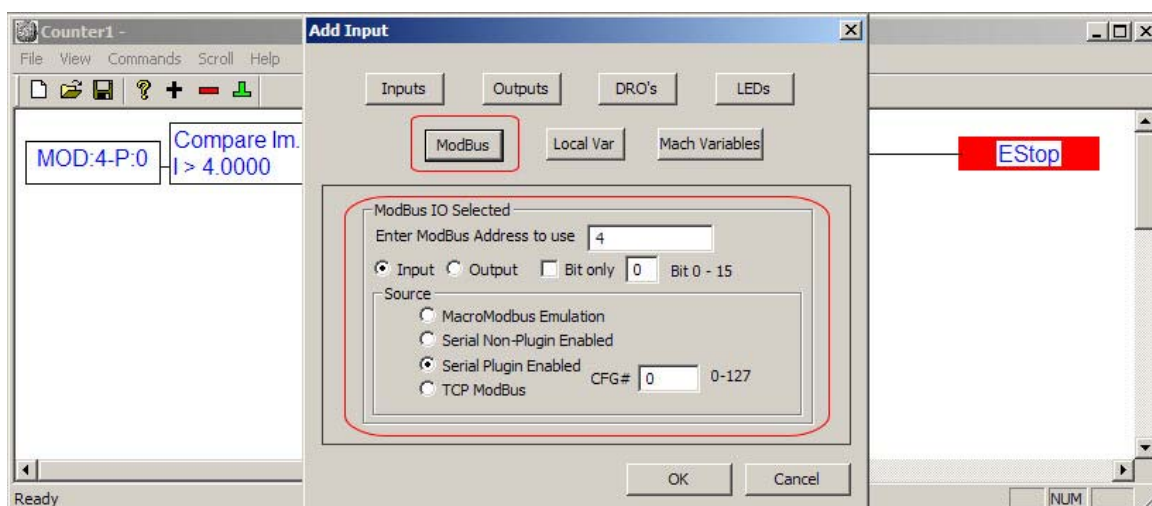 Counter1 -
File View Commands Scroll Help
MOD:4-P:0
Compare Im.
I > 4.0000
Add Input
Inputs Outputs DRO's LEDs
ModBus Local Var Mach Variables
ModBus IO Selected
Enter ModBus Address to use 4
Input Output Bit only 0 Bit 0 - 15
Source
MacroModbus Emulation
Serial Non-Plugin Enabled
Serial Plugin Enabled CFG# 0 0-127
TCP ModBus
OK Cancel
EStop
Ready NUM